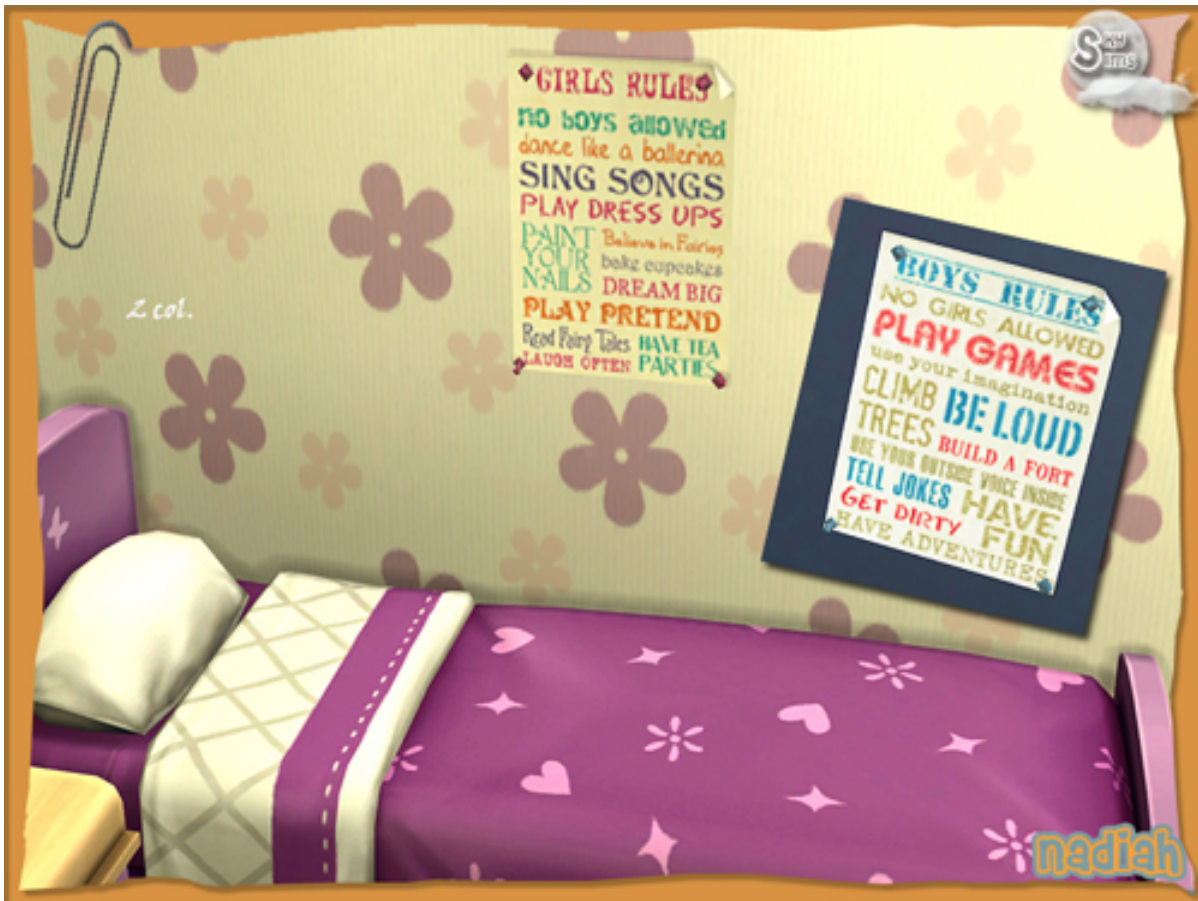 Sky
Sims
GIRLS RULES
no boys allowed
dance like a ballerina
SING SONGS
PLAY DRESS UPS
PAINT
YOUR
NAILS
Believe in Fairies
bake cupcakes
DREAM BIG
PLAY PRETEND
Read Fairy Tales
LAUGH OFTEN
HAVE TEA
PARTIES
2 col.
BOYS RULES
NO GIRLS ALLOWED
PLAY GAMES
use your imagination
CLIMB
TREES
BE LOUD
BUILD A FORT
USE YOUR OUTSIDE VOICE INSIDE
TELL JOKES
GET DIRTY
HAVE
FUN
HAVE ADVENTURES
nadiah